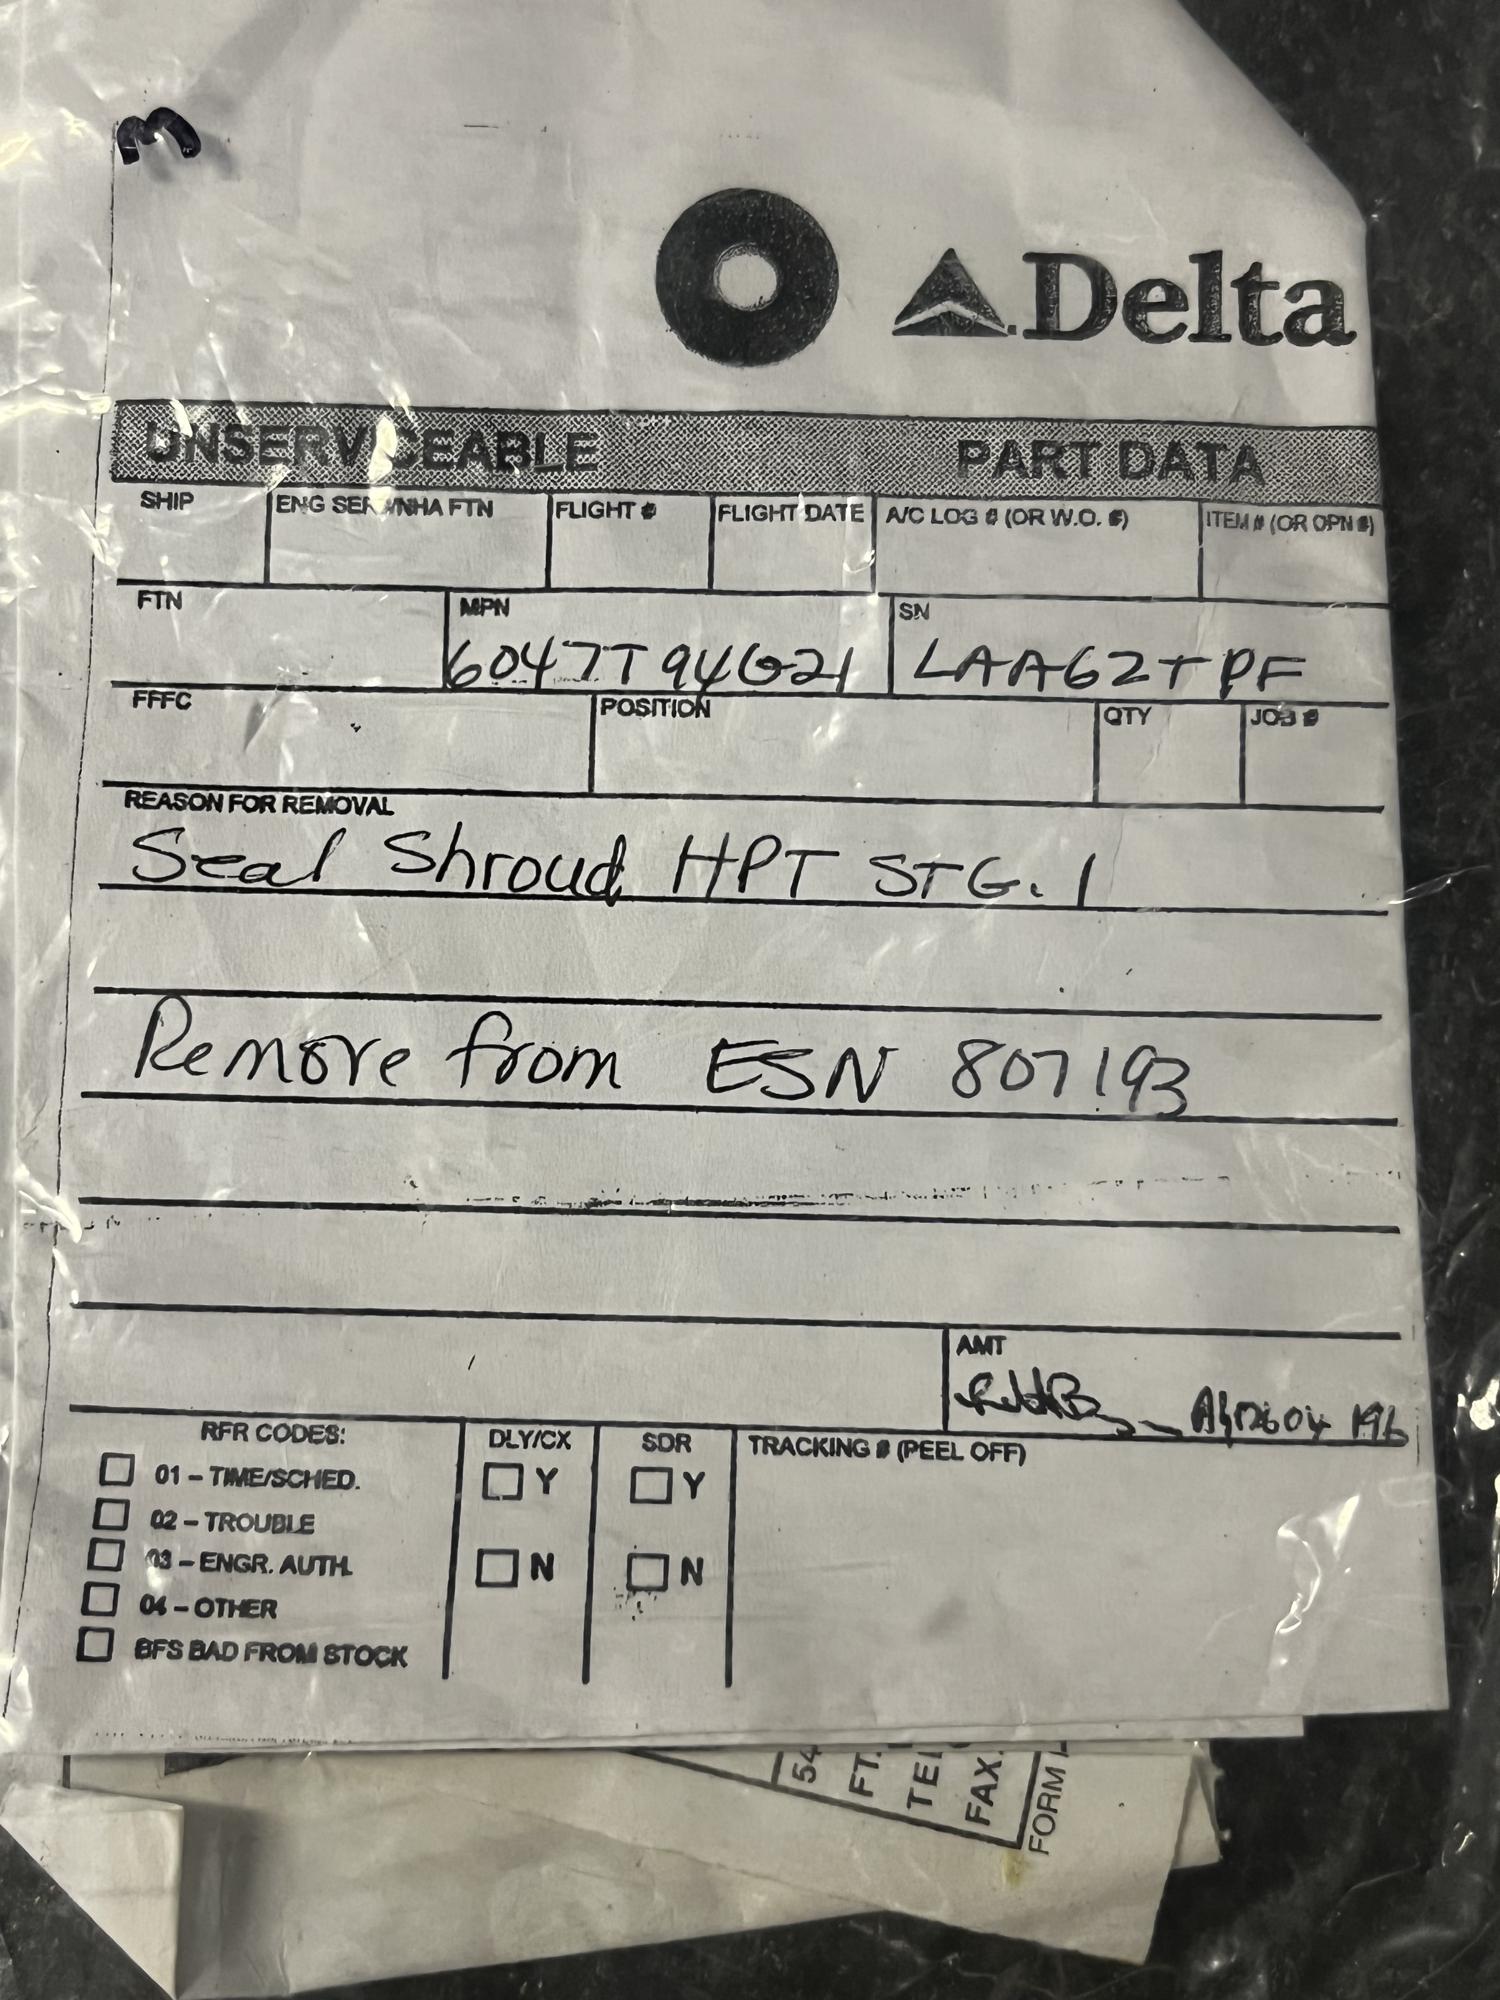 3
Delta
UNSERVICEABLE PART DATA
SHIP ENG SER #/NHA FTN FLIGHT # FLIGHT DATE A/C LOG # (OR W.O. #) ITEM # (OR OPN #)
FTN MPN SN
6047T94G21 LAA62TPF
FFFC POSITION QTY JOB #
REASON FOR REMOVAL
Seal Shroud HPT STG. 1
Remove from ESN 807193
AMT
RFR CODES: DLY/CX SDR TRACKING # (PEEL OFF)
01 – TIME/SCHED. Y Y
02 – TROUBLE
03 – ENGR. AUTH. N N
04 – OTHER
BFS BAD FROM STOCK
54
FT.
FAX.
FORM